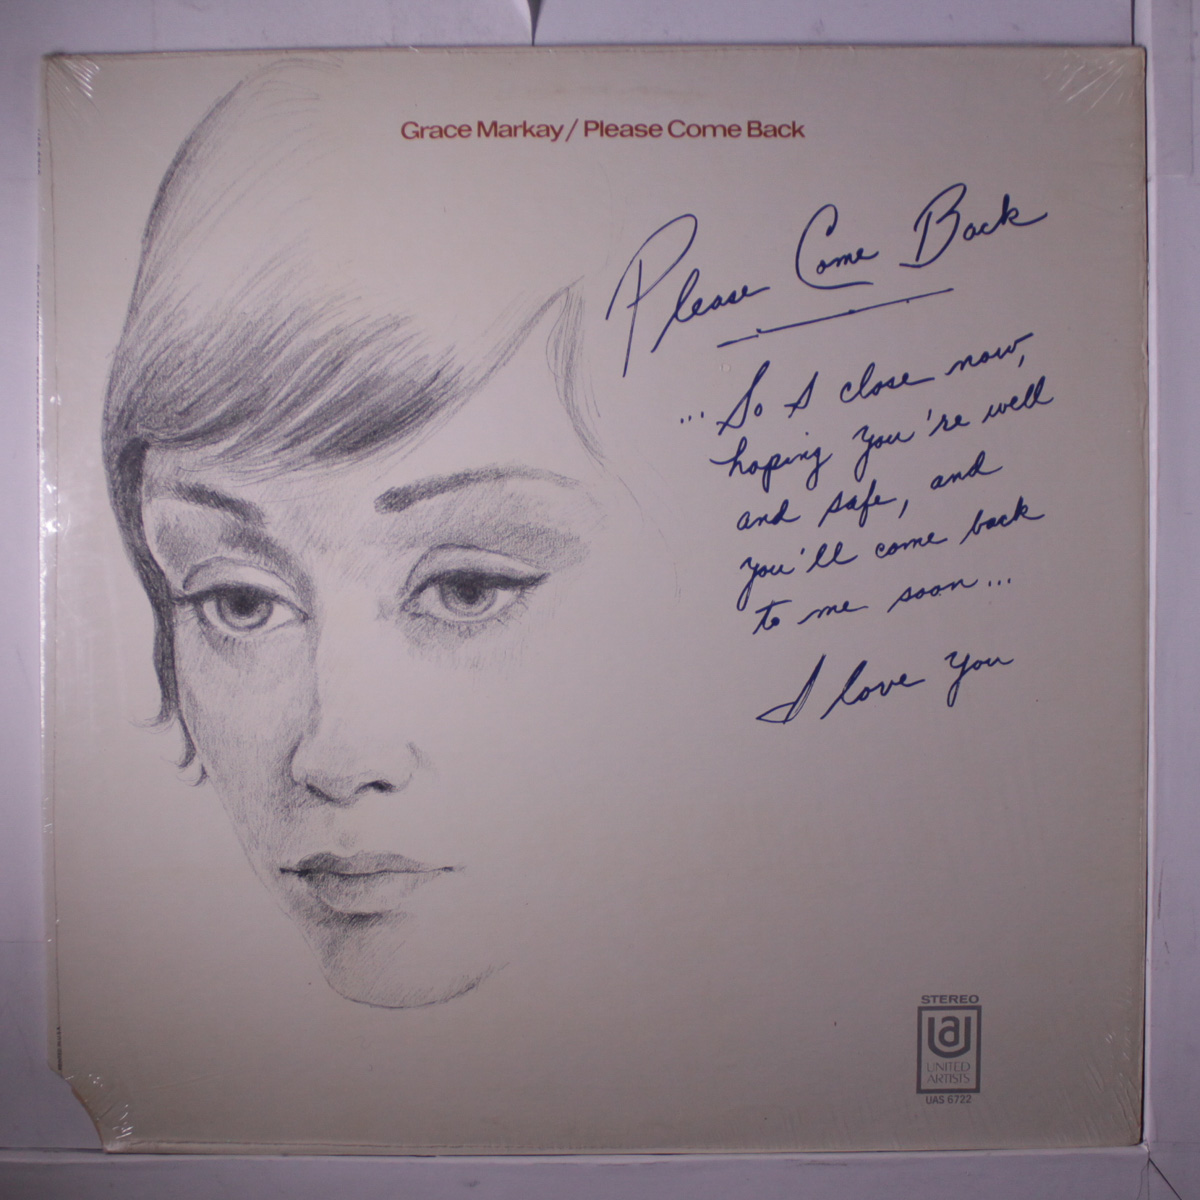 Grace Markay / Please Come Back
Please Come Back
... So I close now,
hoping you're well
and safe, and
you'll come back
to me soon ...
I love you
STEREO
ua
UNITED
ARTISTS
UAS 6722